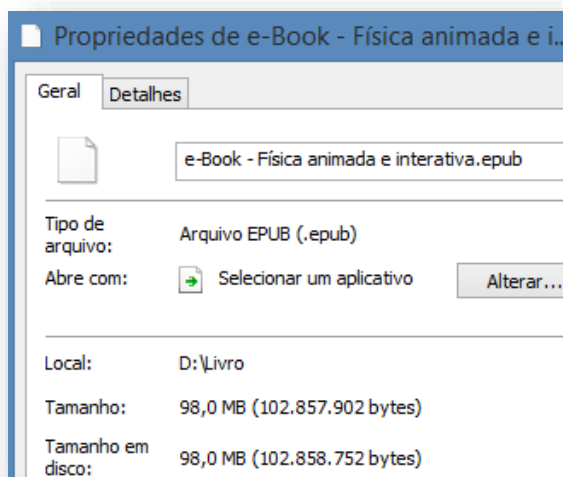 Propriedades de e-Book - Física animada e i...
Geral Detalhes
e-Book - Física animada e interativa.epub
Tipo de
arquivo:
Arquivo EPUB (.epub)
Abre com: Selecionar um aplicativo Alterar...
Local: D:\Livro
Tamanho: 98,0 MB (102.857.902 bytes)
Tamanho em
disco:
98,0 MB (102.858.752 bytes)